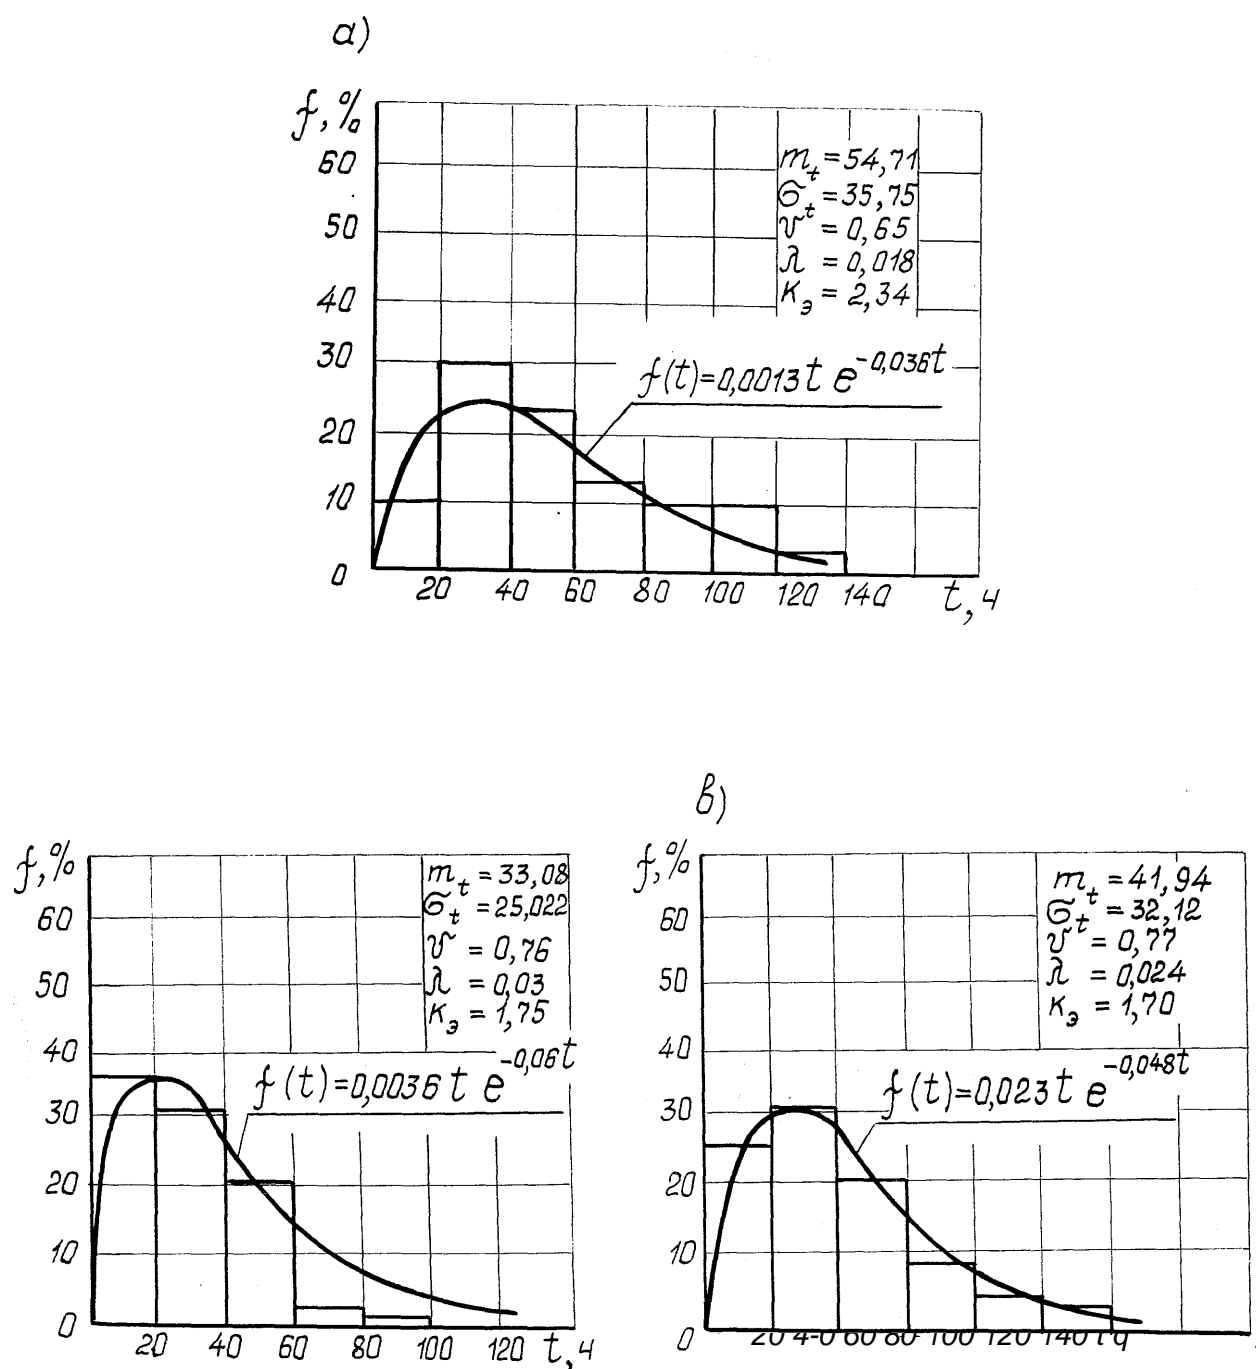 а)
f, %
60
50
40
30
20
10
0
m_t = 54,71
σ_t = 35,75
v = 0,65
λ = 0,018
K_э = 2,34
f(t)=0,0013 t e^-0,036t
20 40 60 80 100 120 140 t, ч
f, %
60
50
40
30
20
10
0
m_t = 33,08
σ_t = 25,022
v = 0,76
λ = 0,03
K_э = 1,75
f(t)=0,0036 t e^-0,06t
20 40 60 80 100 120 t, ч
в)
f, %
60
50
40
30
20
10
0
m_t = 41,94
σ_t = 32,12
v = 0,77
λ = 0,024
K_э = 1,70
f(t)=0,023 t e^-0,048t
20 40 60 80 100 120 140 t ч